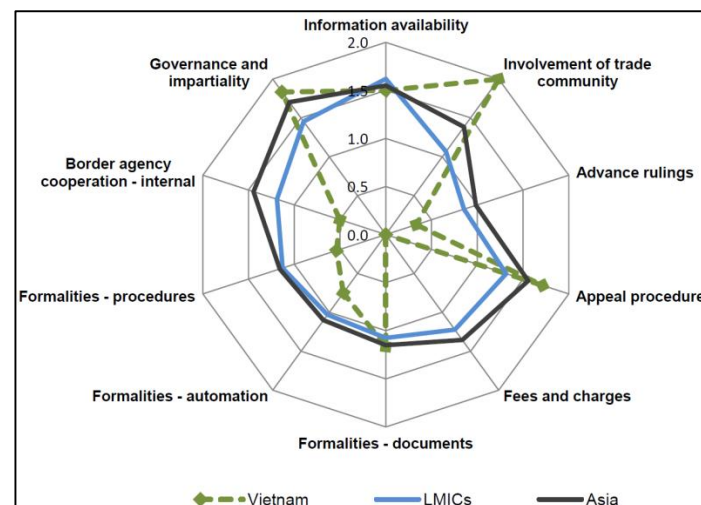 Information availability
2.0
Governance and
impartiality
Involvement of trade
community
1.5
Border agency
cooperation - internal
1.0
Advance rulings
0.5
0.0
Formalities - procedures
Appeal procedure
Formalities - automation
Fees and charges
Formalities - documents
Vietnam
LMICs
Asia